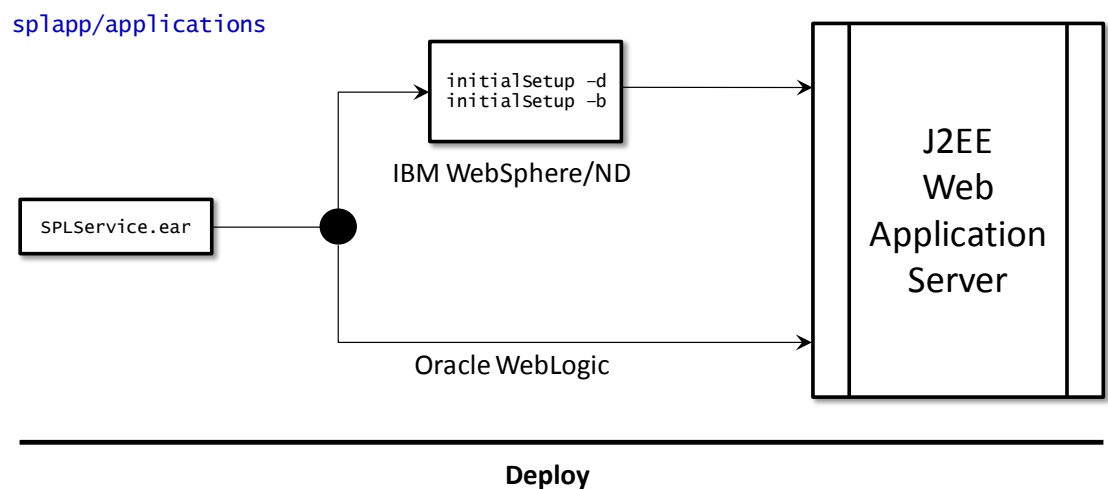 splapp/applications
initialSetup –d
initialSetup –b
IBM WebSphere/ND
SPLService.ear
J2EE
Web
Application
Server
Oracle WebLogic
Deploy